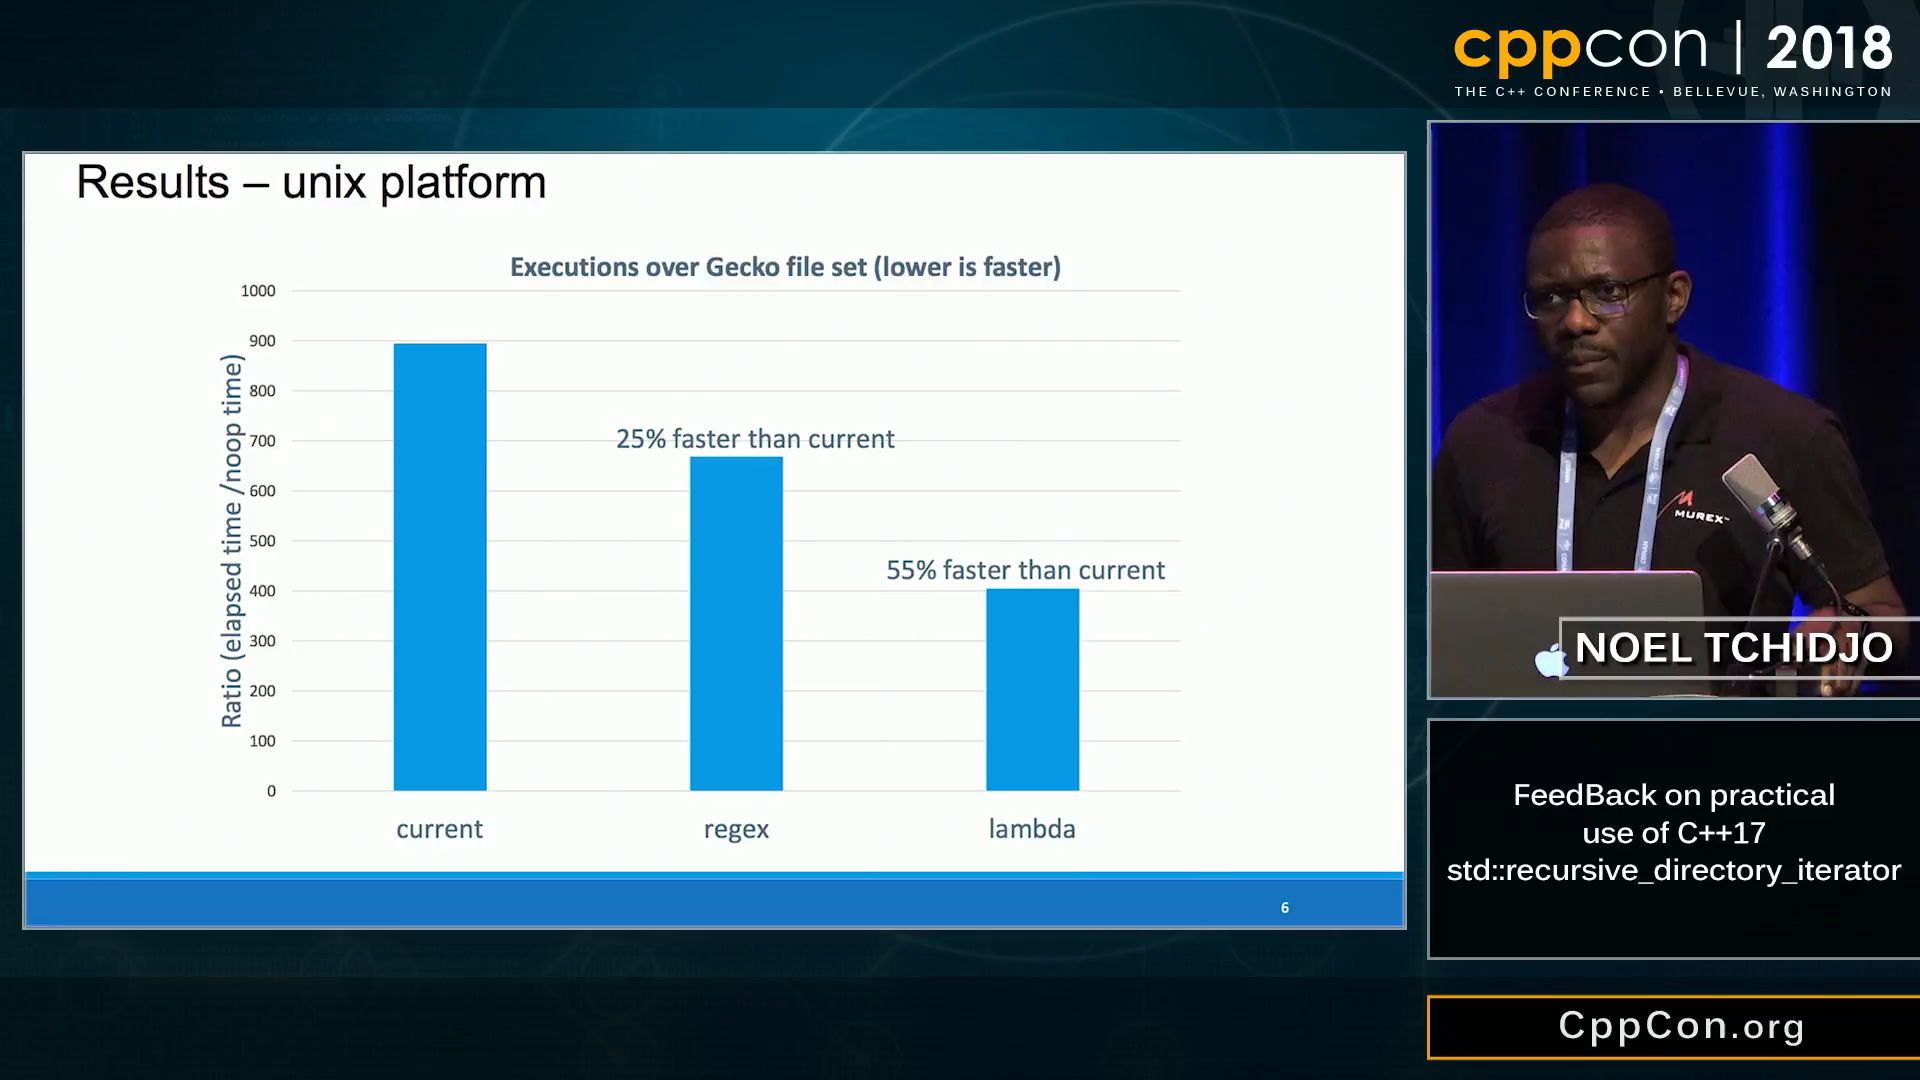 cppcon | 2018
THE C++ CONFERENCE • BELLEVUE, WASHINGTON
Results – unix platform
Executions over Gecko file set (lower is faster)
Ratio (elapsed time /noop time)
1000
900
800
700
600
500
400
300
200
100
0
25% faster than current
55% faster than current
current
regex
lambda
6
MUREX™
NOEL TCHIDJO
FeedBack on practical
use of C++17
std::recursive_directory_iterator
CppCon.org